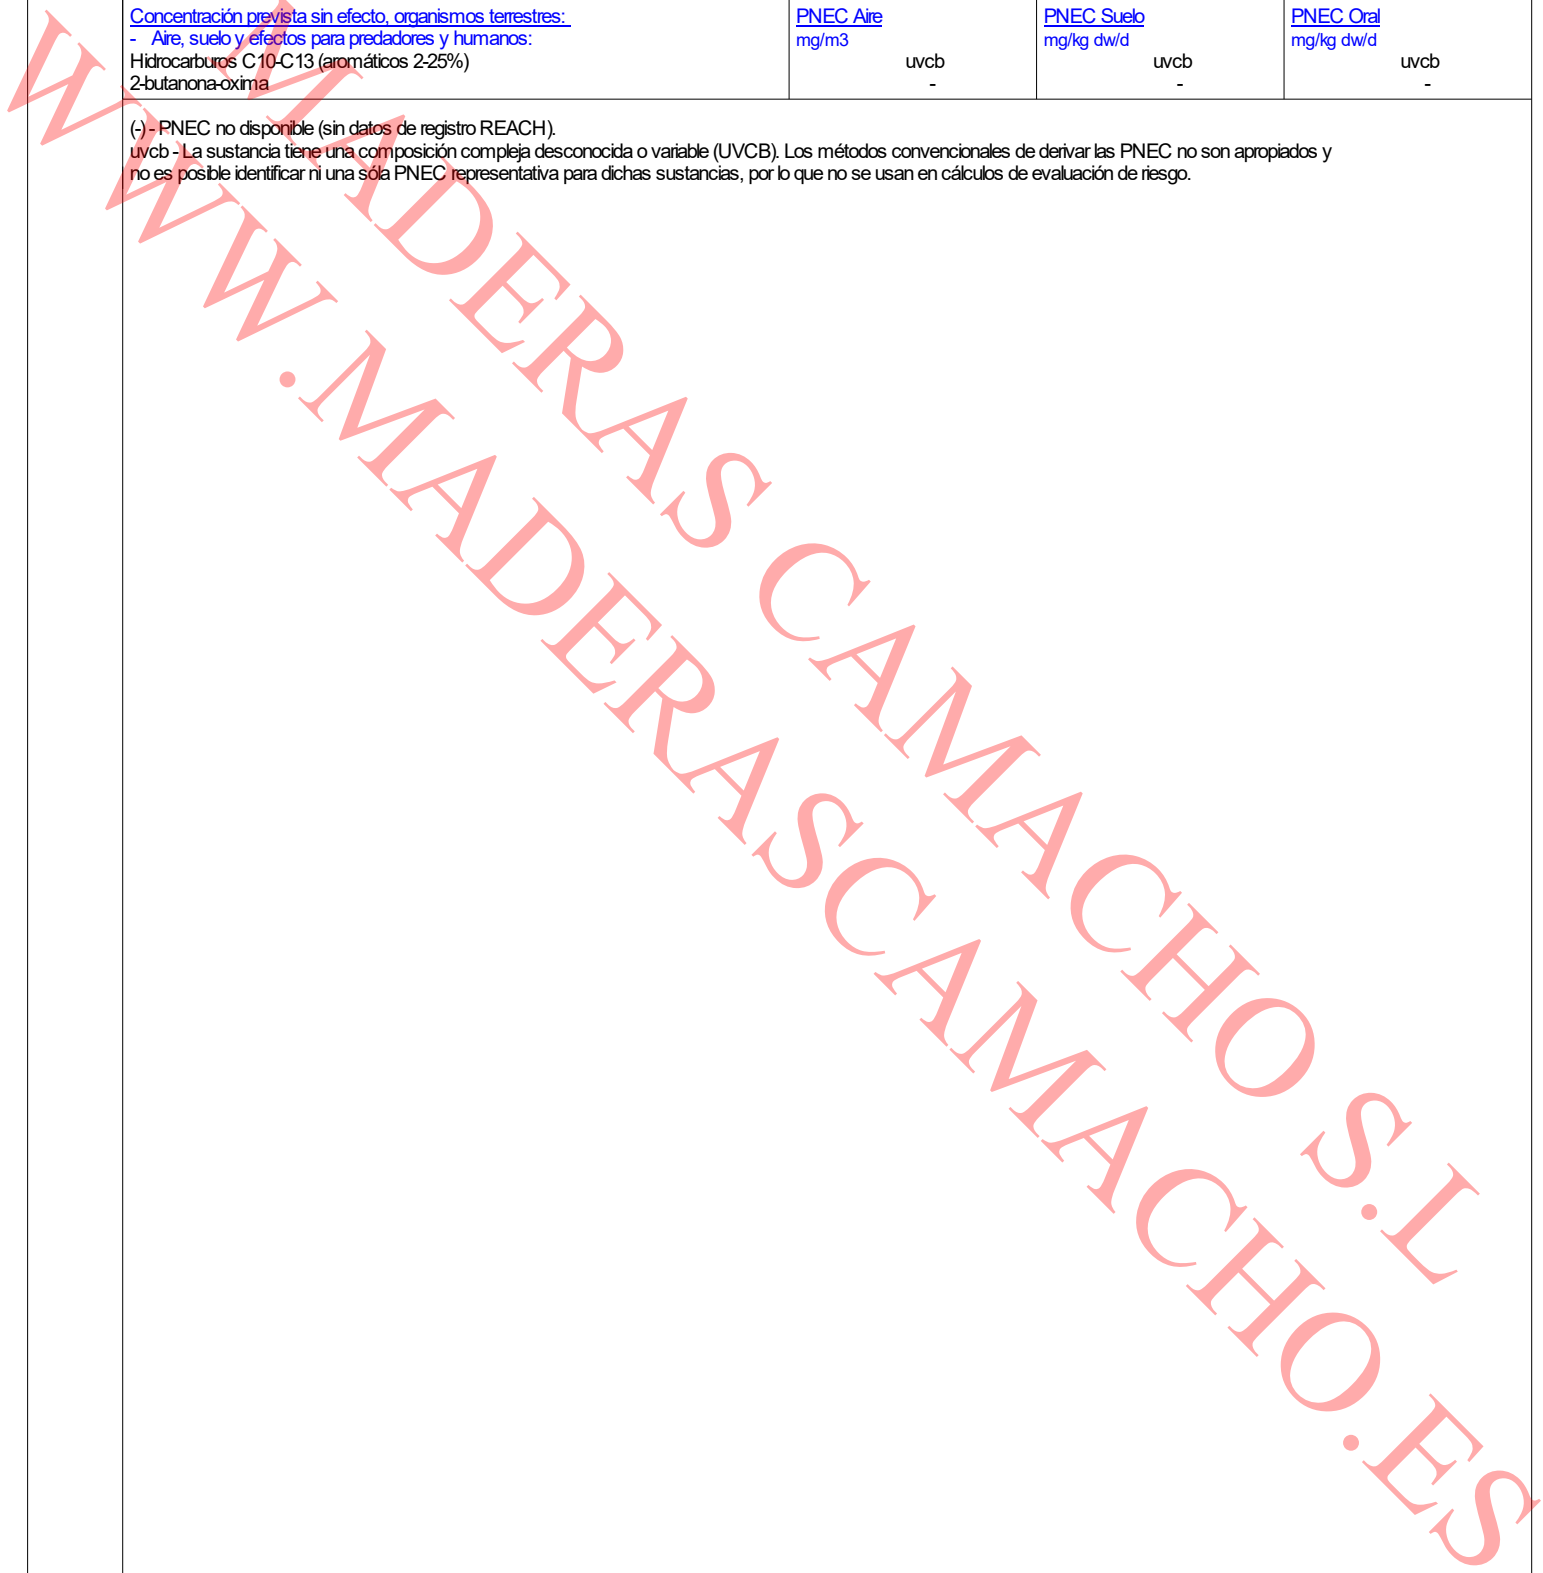 Concentración prevista sin efecto, organismos terrestres: PNEC Aire PNEC Suelo PNEC Oral
- Aire, suelo y efectos para predadores y humanos: mg/m3 mg/kg dw/d mg/kg dw/d
Hidrocarburos C10-C13 (aromáticos 2-25%) uvcb uvcb uvcb
2-butanona-oxima - - -
(-) - PNEC no disponible (sin datos de registro REACH).
uvcb - La sustancia tiene una composición compleja desconocida o variable (UVCB). Los métodos convencionales de derivar las PNEC no son apropiados y
no es posible identificar ni una sóla PNEC representativa para dichas sustancias, por lo que no se usan en cálculos de evaluación de riesgo.
MADERAS CAMACHO S.L
WWW.MADERASCAMACHO.ES